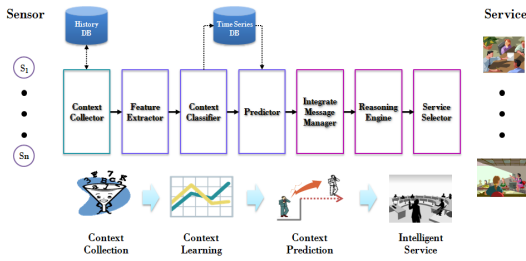 Sensor
History
DB
Time Series
DB
Service
S1
Sn
Context
Collector
Feature
Extractor
Context
Classifier
Predictor
Integrate
Message
Manager
Reasoning
Engine
Service
Selector
Context
Collection
Context
Learning
Context
Prediction
Intelligent
Service